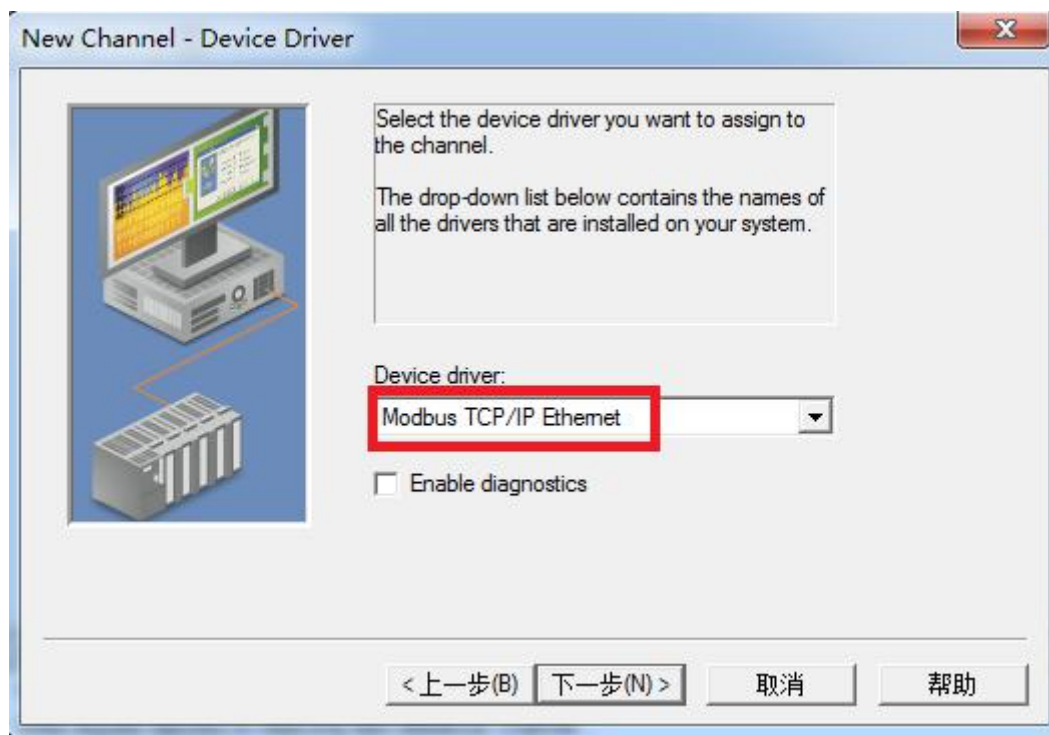 New Channel - Device Driver
Select the device driver you want to assign to
the channel.
The drop-down list below contains the names of
all the drivers that are installed on your system.
Device driver:
Modbus TCP/IP Ethernet
Enable diagnostics
<上一步(B) 下一步(N)> 取消 帮助